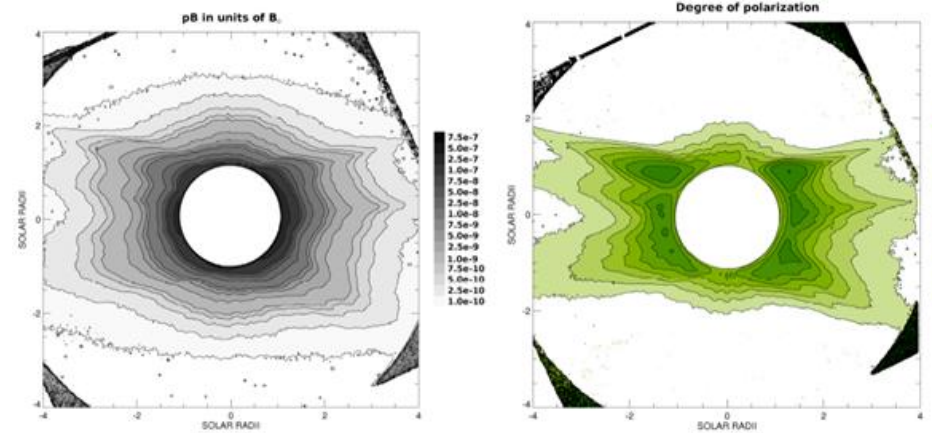 pB in units of B☉
4
2
0
-2
-4
SOLAR RADII
-4
-2
0
2
4
SOLAR RADII
7.5e-7
5.0e-7
2.5e-7
1.0e-7
7.5e-8
5.0e-8
2.5e-8
1.0e-8
7.5e-9
5.0e-9
2.5e-9
1.0e-9
7.5e-10
5.0e-10
2.5e-10
1.0e-10
Degree of polarization
4
2
0
-2
-4
SOLAR RADII
-4
-2
0
2
4
SOLAR RADII